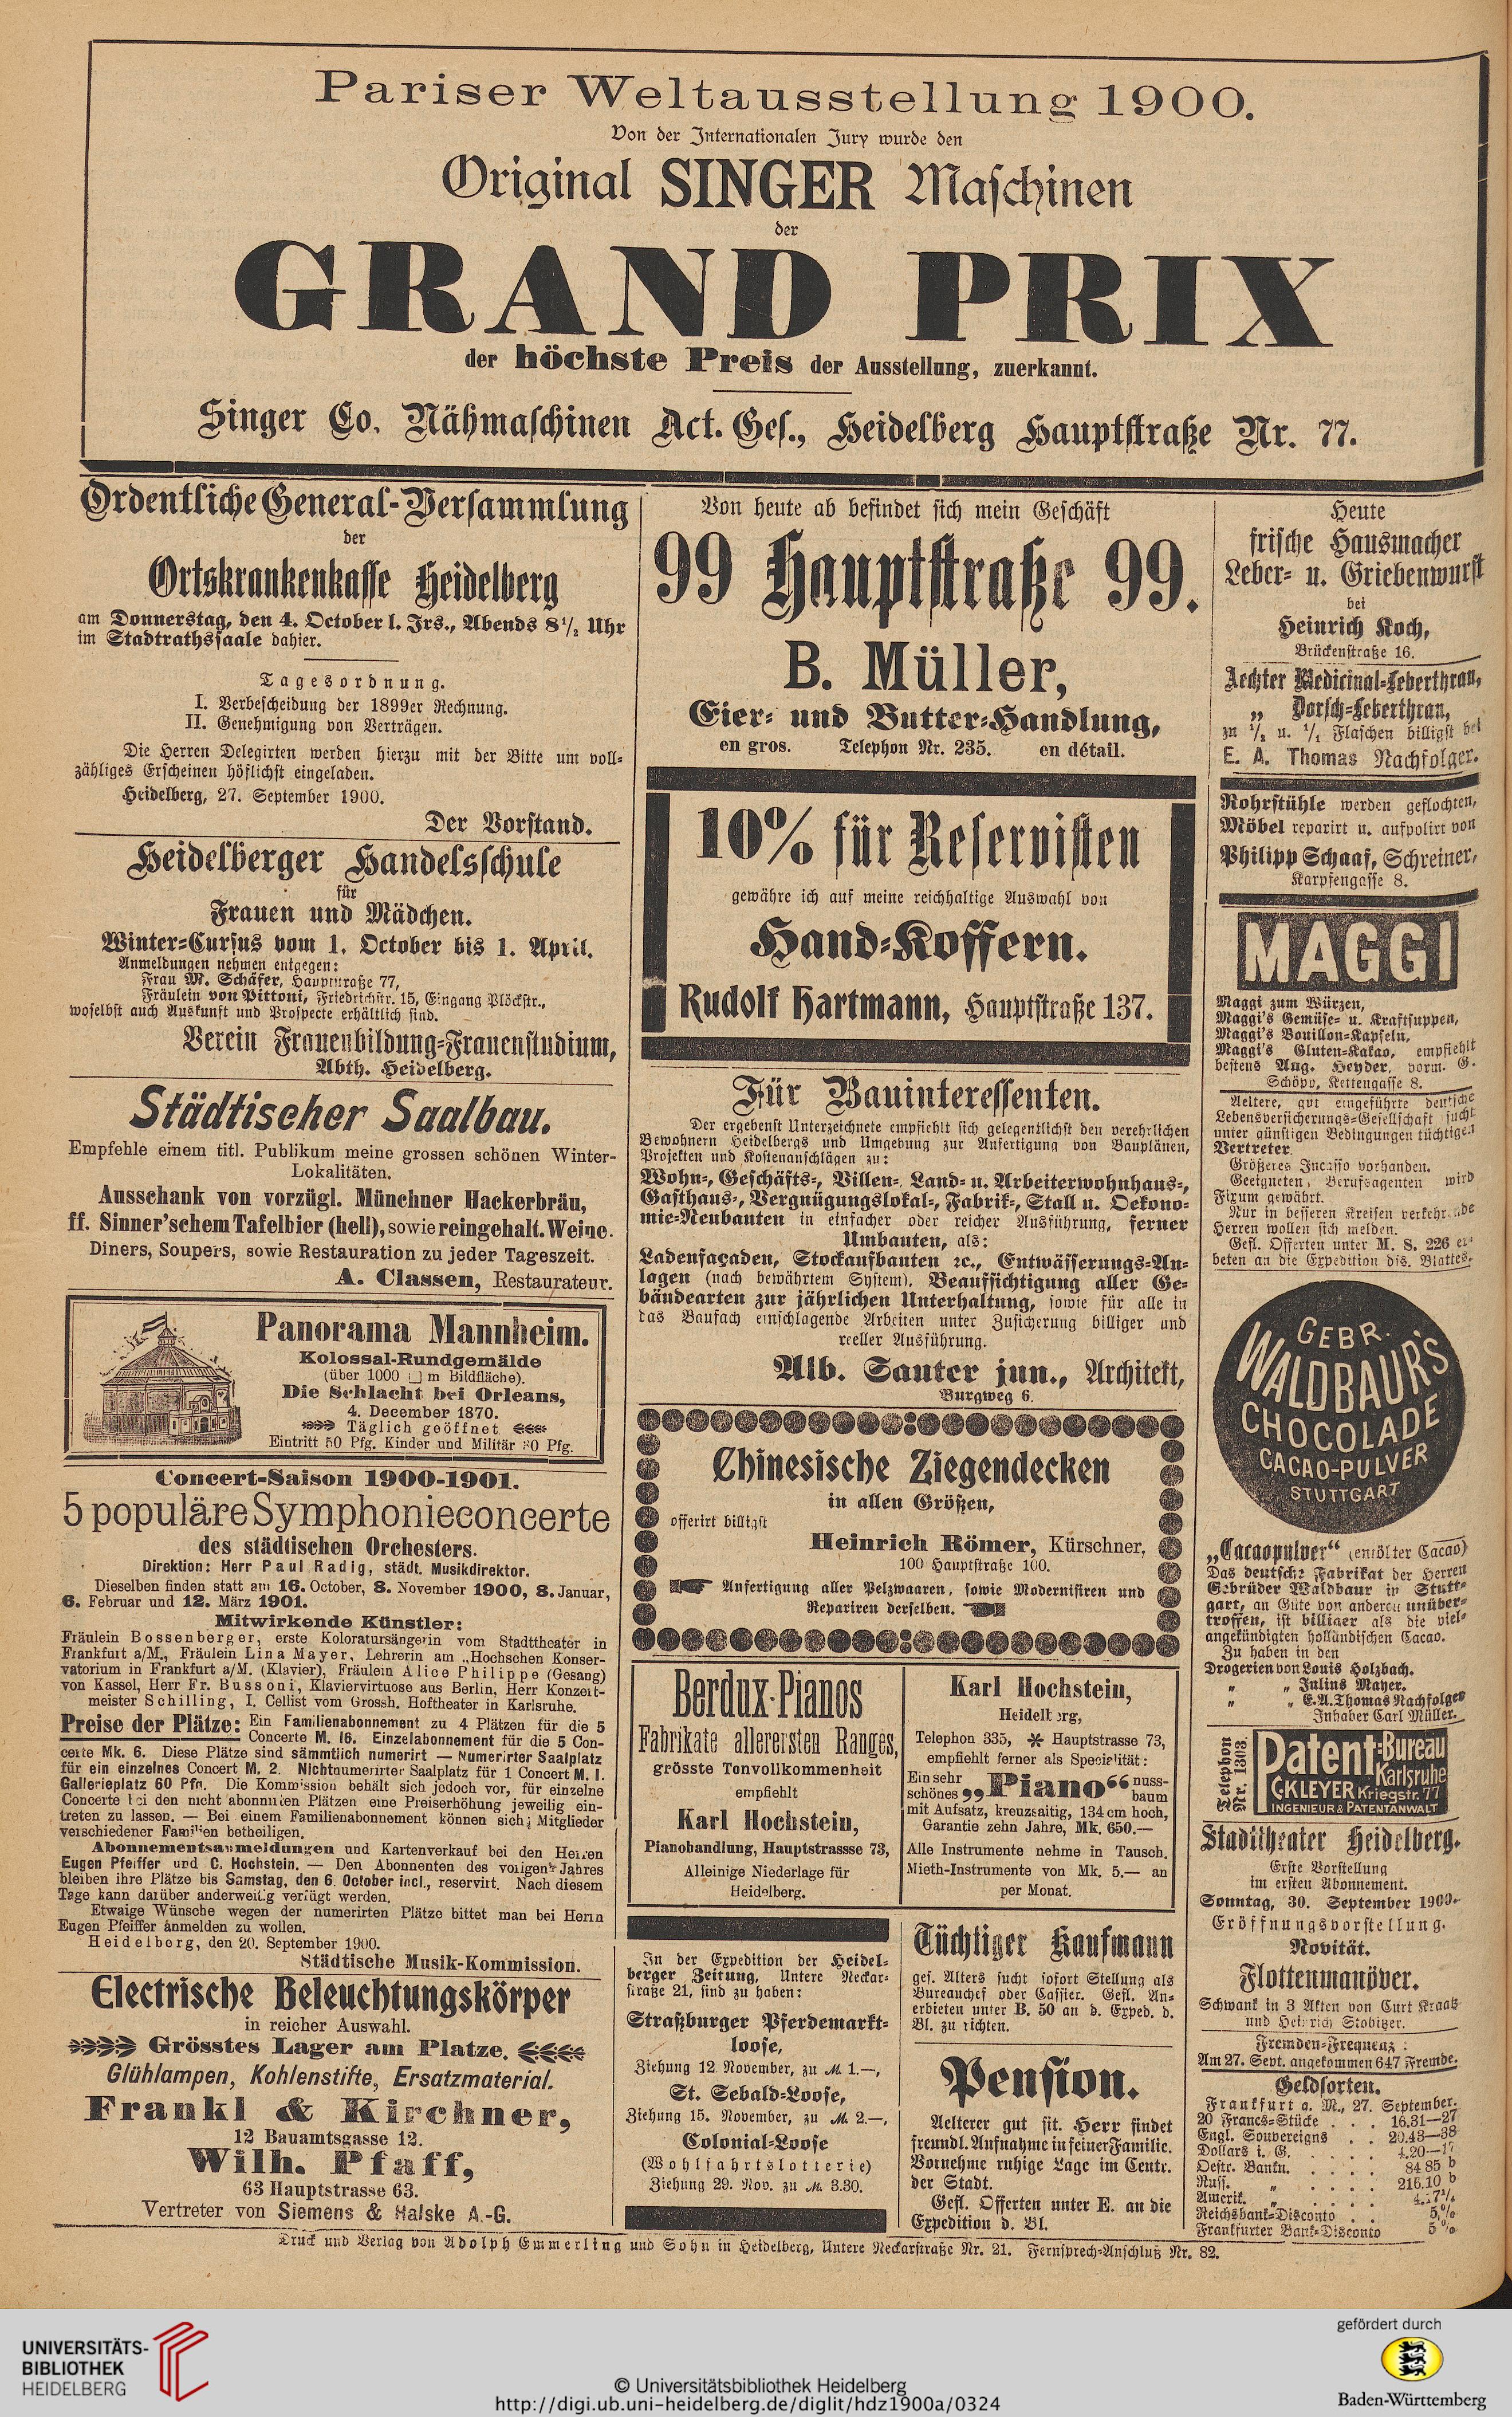 Pariser Weltausstellung 1900.
Von der Internationalen Jury wurde den
Original SINGER Maschinen
der
GRAND PRIX
der höchste Preis der Ausstellung, zuerkannt.
Singer Co. Nähmaschinen Act. Ges., Heidelberg Hauptstraße Nr. 77.
Ordentliche General-Versammlung
der
Ortskrankenkasse Heidelberg
am Donnerstag, den 4. October l. Jrs., Abends 8½ Uhr
im Stadtrathssaale dahier.
Tagesordnung.
I. Verbescheidung der 1899er Rechnung.
II. Genehmigung von Verträgen.
Die Herren Delegirten werden hierzu mit der Bitte um voll-
zähliges Erscheinen höflichst eingeladen.
Heidelberg, 27. September 1900.
Der Vorstand.
Heidelberger Handelsschule
für
Frauen und Mädchen.
Winter-Cursus vom 1. October bis 1. April.
Anmeldungen nehmen entgegen:
Frau M. Schäfer, Hauptstraße 77,
Fräulein von Pittoni, Friedrichstr. 15, Eingang Plöckstr.,
woselbst auch Auskunft und Prospecte erhältlich sind.
Verein Frauenbildung-Frauenstudium,
Abth. Heidelberg.
Städtischer Saalbau.
Empfehle einem titl. Publikum meine grossen schönen Winter-
Lokalitäten.
Ausschank von vorzügl. Münchner Hackerbräu,
ff. Sinner'schem Tafelbier (hell), sowie reingehalt. Weine.
Diners, Soupers, sowie Restauration zu jeder Tageszeit.
A. Classen, Restaurateur.
Panorama Mannheim.
Kolossal-Rundgemälde
(über 1000 □ m Bildfläche).
Die Schlacht bei Orleans,
4. December 1870.
Täglich geöffnet
Eintritt 50 Pfg. Kinder und Militär 30 Pfg.
Concert-Saison 1900-1901.
5 populäre Symphonieconcerte
des städtischen Orchesters.
Direktion: Herr Paul Radig, städt. Musikdirektor.
Dieselben finden statt am 16. October, 8. November 1900, 8. Januar,
6. Februar und 12. März 1901.
Mitwirkende Künstler:
Fräulein Bossenberger, erste Koloratursängerin vom Stadttheater in
Frankfurt a/M., Fräulein Lina Mayer, Lehrerin am „Hochschen Konser-
vatorium in Frankfurt a/M. (Klavier), Fräulein Alice Philippe (Gesang)
von Kassel, Herr Fr. Bussoni, Klaviervirtuose aus Berlin, Herr Konzert-
meister Schilling, I. Cellist vom Grossh. Hoftheater in Karlsruhe.
Preise der Plätze: Ein Familienabonnement zu 4 Plätzen für die 5
Concerte M. 16. Einzelabonnement für die 5 Con-
certe Mk. 6. Diese Plätze sind sämmtlich numerirt — Numerirter Saalplatz
für ein einzelnes Concert M. 2. Nichtnumerirter Saalplatz für 1 Concert M. 1.
Gallerieplatz 60 Pfn. Die Kommission behält sich jedoch vor, für einzelne
Concerte bei den nicht abonnirten Plätzen eine Preiserhöhung jeweilig ein-
treten zu lassen. — Bei einem Familienabonnement können sich Mitglieder
verschiedener Familien betheiligen.
Abonnementsanmeldungen und Kartenverkauf bei den Herren
Eugen Pfeiffer und C. Hochstein. — Den Abonnenten des vorigen Jahres
bleiben ihre Plätze bis Samstag, den 6. October incl., reservirt. Nach diesem
Tage kann darüber anderweitig verfügt werden.
Etwaige Wünsche wegen der numerirten Plätze bittet man bei Herrn
Eugen Pfeiffer anmelden zu wollen.
Heidelberg, den 20. September 1900.
Städtische Musik-Kommission.
Electrische Beleuchtungskörper
in reicher Auswahl.
Grösstes Lager am Platze.
Glühlampen, Kohlenstifte, Ersatzmaterial.
Frankl & Kirchner,
12 Bauamtsgasse 12.
Wilh. Pfaff,
63 Hauptstrasse 63.
Vertreter von Siemens & Halske A.-G.
Von heute ab befindet sich mein Geschäft
99 Hauptstraße 99.
B. Müller,
Eier- und Butter-Handlung,
en gros. Telephon Nr. 235. en détail.
10% für Reservisten
gewähre ich auf meine reichhaltige Auswahl von
Hand-Koffern.
Rudolf Hartmann, Hauptstraße 137.
Für Bauinteressenten.
Der ergebenst Unterzeichnete empfiehlt sich gelegentlichst den verehrlichen
Bewohnern Heidelbergs und Umgebung zur Anfertigung von Bauplänen,
Projekten und Kostenanschlägen zu:
Wohn-, Geschäfts-, Villen-, Land- u. Arbeiterwohnhaus-,
Gasthaus-, Vergnügungslokal-, Fabrik-, Stall u. Oekono-
mie-Neubauten in einfacher oder reicher Ausführung, ferner
Umbauten, als:
Ladenfaçaden, Stockaufbauten ꝛc., Entwässerungs-An-
lagen (nach bewährtem System), Beaufsichtigung aller Ge-
bäudearten zur jährlichen Unterhaltung, sowie für alle in
das Baufach einschlagende Arbeiten unter Zusicherung billiger und
reeller Ausführung.
Alb. Sauter jun., Architekt,
Burgweg 6.
Chinesische Ziegendecken
in allen Größen,
offerirt billigst
Heinrich Römer, Kürschner,
100 Hauptstraße 100.
Anfertigung aller Pelzwaaren, sowie Modernisiren und
Repariren derselben.
Berdux-Pianos
Fabrikate allerersten Ranges,
grösste Tonvollkommenheit
empfiehlt
Karl Hochstein,
Pianohandlung, Hauptstrassse 73,
Alleinige Niederlage für
Heidelberg.
Karl Hochstein,
Heidelberg,
Telephon 335, * Hauptstrasse 73,
empfiehlt ferner als Specialität:
Ein sehr schönes „Piano“ nuss-
baum
mit Aufsatz, kreuzsaitig, 134 cm hoch,
Garantie zehn Jahre, Mk. 650.—
Alle Instrumente nehme in Tausch.
Mieth-Instrumente von Mk. 5.— an
per Monat.
In der Expedition der Heidel-
berger Zeitung, Untere Neckar-
straße 21, sind zu haben:
Straßburger Pferdemarkt-
loose,
Ziehung 12. November, zu M. 1.—,
St. Sebald-Loose,
Ziehung 15. November, zu M. 2.—,
Colonial-Loose
(Wohlfahrtslotterie)
Ziehung 29. Nov. zu M. 3.30.
Tüchtiger Kaufmann
ges. Alters sucht sofort Stellung als
Bureauchef oder Cassier. Gefl. An-
erbieten unter B. 50 an d. Exped. d.
Bl. zu richten.
Pension.
Aelterer gut sit. Herr findet
freundl. Aufnahme in feiner Familie.
Vornehme ruhige Lage im Centr.
der Stadt.
Gefl. Offerten unter E. an die
Expedition d. Bl.
Heute
frische Hausmacher
Leber- u. Griebenwurst
bei
Heinrich Koch,
Brückenstraße 16.
Aechter Medicinal-Leberthran,
„ Dorsch-Leberthran,
zu ½ u. 1/1 Flaschen billigst bei
E. A. Thomas Nachfolger.
Rohrstühle werden geflochten,
Möbel reparirt u. aufpolirt von
Philipp Schaaf, Schreiner,
Karpfengasse 8.
MAGGI
Maggi zum Würzen,
Maggi's Gemüse- u. Kraftsuppen,
Maggi's Bouillon-Kapseln,
Maggi's Gluten-Kakao, empfiehlt
bestens Aug. Heyder, vorm. G.
Schöpp, Kettengasse 8.
Aeltere, gut eingeführte deutsche
Lebensversicherungs-Gesellschaft sucht
unter günstigen Bedingungen tüchtigen
Vertreter.
Größeres Incasso vorhanden.
Geeigneten, Berufsagenten wird
Fixum gewährt.
Nur in besseren Kreisen verkehrende
Herren wollen sich melden.
Gefl. Offerten unter M. S. 226 er-
beten an die Expedition dss. Blattes.
GEBR.
WALDBAUR'S
CHOCOLADE
CACAO-PULVER
STUTTGART
„Cacaopulver“ (entölter Cacao)
Das deutsche Fabrikat der Herren
Gebrüder Waldbaur in Stutt-
gart, an Güte von anderen unüber-
troffen, ist billiger als die viel-
angekündigten holländischen Cacao.
Zu haben in den
Drogerien von Louis Holzbach.
„ „ Julius Mayer.
„ „ E.A. Thomas Nachfolger
Inhaber Carl Müller.
Telephon
Nr. 1303.
Patent-Bureau
Karlsruhe
C. KLEYER Kriegstr. 77
INGENIEUR & PATENTANWALT
Stadttheater Heidelberg.
Erste Vorstellung
im ersten Abonnement.
Sonntag, 30. September 1900.
Eröffnungsvorstellung.
Novität.
Flottenmanöver.
Schwank in 3 Akten von Curt Kraatz
und Heinrich Stobitzer.
Fremden-Frequenz:
Am 27. Sept. angekommen 647 Fremde.
Geldsorten.
Frankfurt a. M., 27. September.
20 Francs-Stücke . . . 16.31—27
Engl. Souvereigns . . 20.43—38
Dollars i. G. . . . . 4.20—17
Oestr. Bankn. . . . . 84.85 b
Russ. „ . . . . 216.10 b
Amerik. „
Reichsbank-Disconto . . 5%
Frankfurter Bank-Disconto 5%
Druck und Verlag von Adolph Emmerling und Sohn in Heidelberg, Untere Neckarstraße Nr. 21. Fernsprech-Anschluß Nr. 82.
UNIVERSITÄTS-
BIBLIOTHEK
HEIDELBERG
© Universitätsbibliothek Heidelberg
http://digi.ub.uni-heidelberg.de/diglit/hdz1900a/0324
gefördert durch
Baden-Württemberg